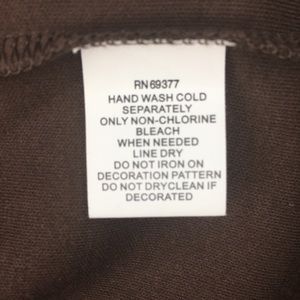 RN 69377
HAND WASH COLD
SEPARATELY
ONLY NON-CHLORINE
BLEACH
WHEN NEEDED
LINE DRY
DO NOT IRON ON
DECORATION PATTERN
DO NOT DRYCLEAN IF
DECORATED